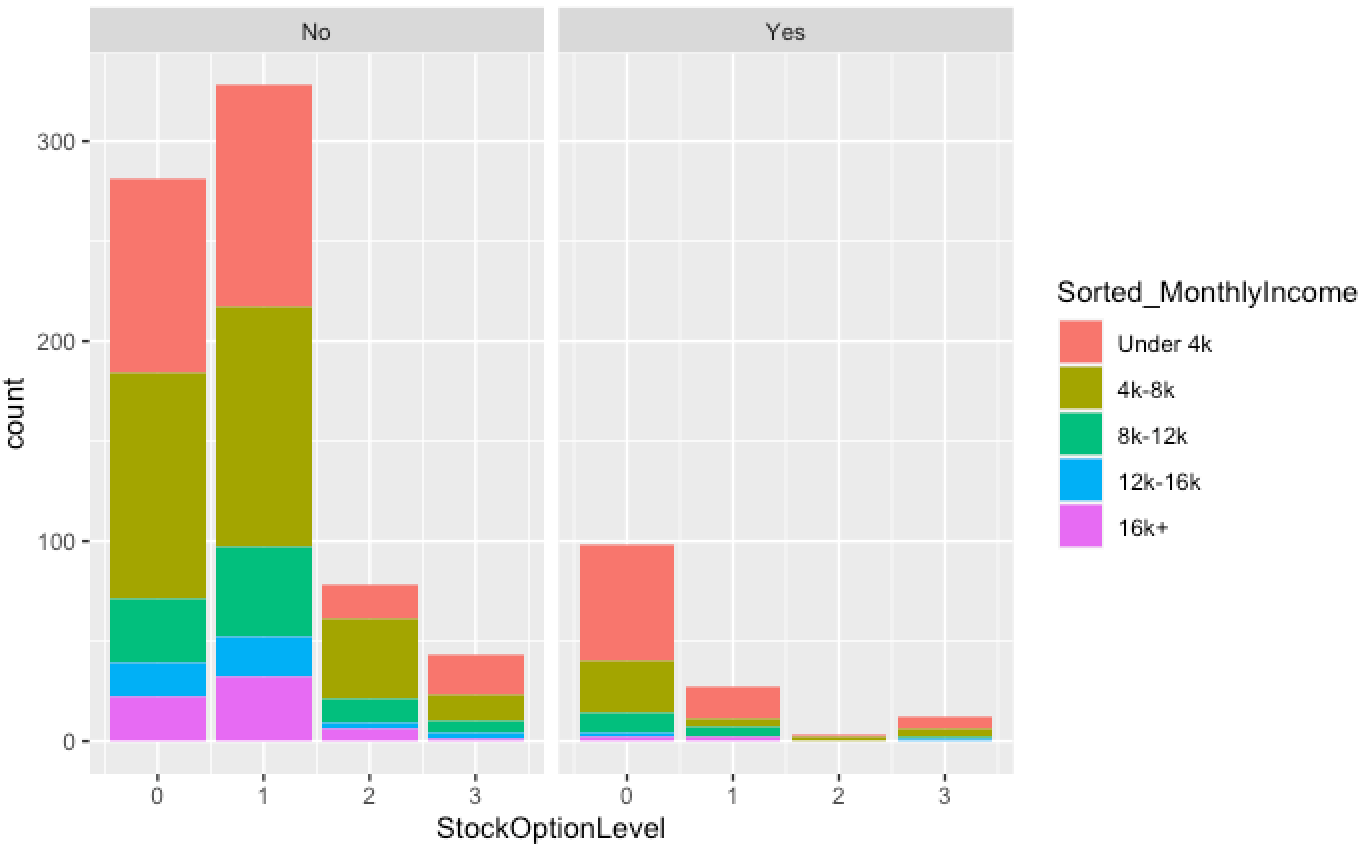 No
Yes
300
200
100
0
count
0 1 2 3
0 1 2 3
StockOptionLevel
Sorted_MonthlyIncome
Under 4k
4k-8k
8k-12k
12k-16k
16k+